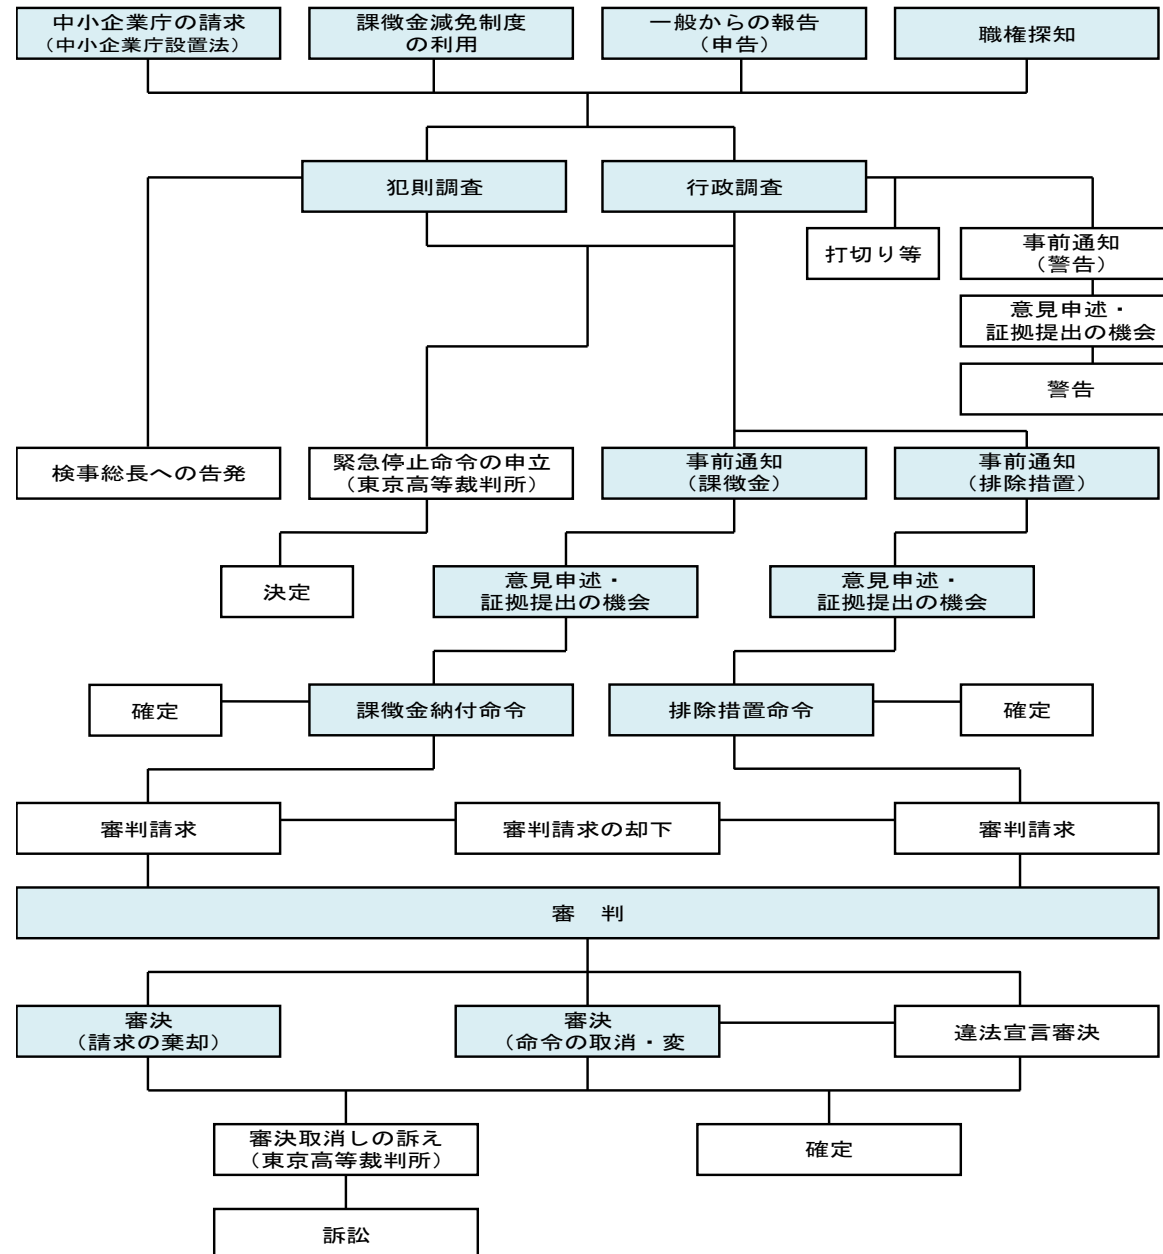 中小企業庁の請求
（中小企業庁設置法）
課徴金減免制度
の利用
一般からの報告
（申告）
職権探知
犯則調査
行政調査
打切り等
事前通知
（警告）
意見申述・
証拠提出の機会
警告
検事総長への告発
緊急停止命令の申立
（東京高等裁判所）
事前通知
（課徴金）
事前通知
（排除措置）
決定
意見申述・
証拠提出の機会
意見申述・
証拠提出の機会
確定
課徴金納付命令
排除措置命令
確定
審判請求
審判請求の却下
審判請求
審　判
審決
（請求の棄却）
審決
（命令の取消・変
違法宣言審決
審決取消しの訴え
（東京高等裁判所）
確定
訴訟